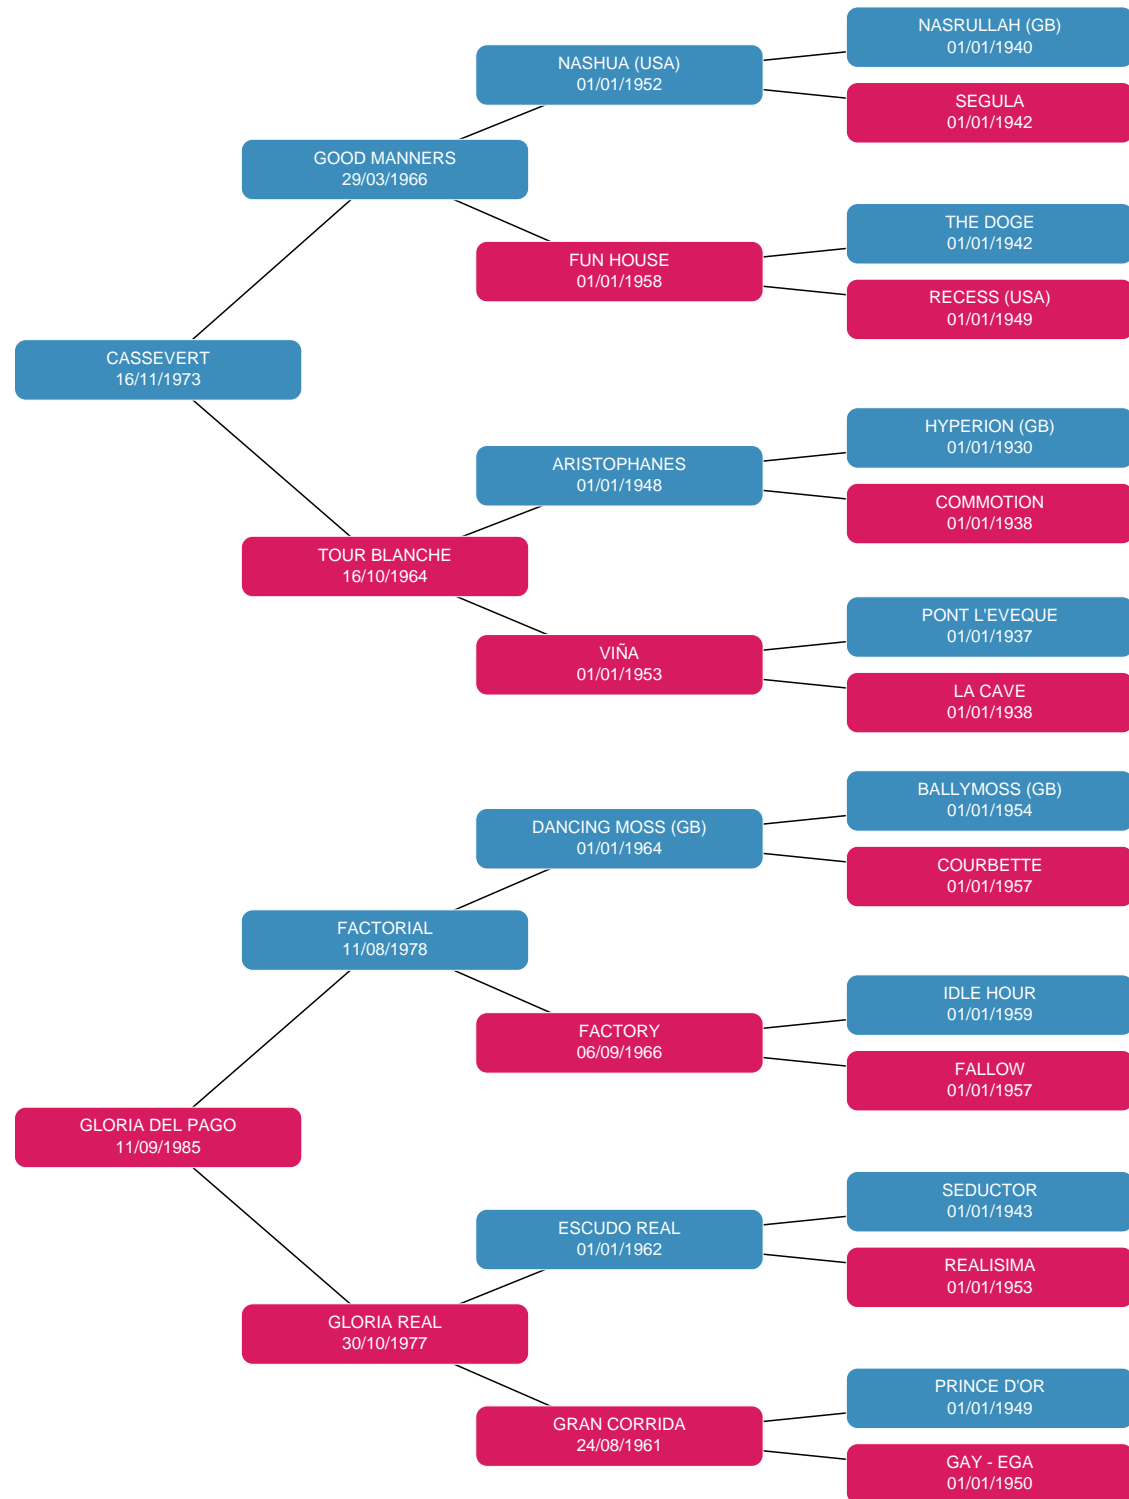 NASRULLAH (GB)
01/01/1940
NASHUA (USA)
01/01/1952
SEGULA
01/01/1942
GOOD MANNERS
29/03/1966
THE DOGE
01/01/1942
FUN HOUSE
01/01/1958
RECESS (USA)
01/01/1949
CASSEVERT
16/11/1973
HYPERION (GB)
01/01/1930
ARISTOPHANES
01/01/1948
COMMOTION
01/01/1938
TOUR BLANCHE
16/10/1964
PONT L'EVEQUE
01/01/1937
VIÑA
01/01/1953
LA CAVE
01/01/1938
BALLYMOSS (GB)
01/01/1954
DANCING MOSS (GB)
01/01/1964
COURBETTE
01/01/1957
FACTORIAL
11/08/1978
IDLE HOUR
01/01/1959
FACTORY
06/09/1966
FALLOW
01/01/1957
GLORIA DEL PAGO
11/09/1985
SEDUCTOR
01/01/1943
ESCUDO REAL
01/01/1962
REALISIMA
01/01/1953
GLORIA REAL
30/10/1977
PRINCE D'OR
01/01/1949
GRAN CORRIDA
24/08/1961
GAY - EGA
01/01/1950